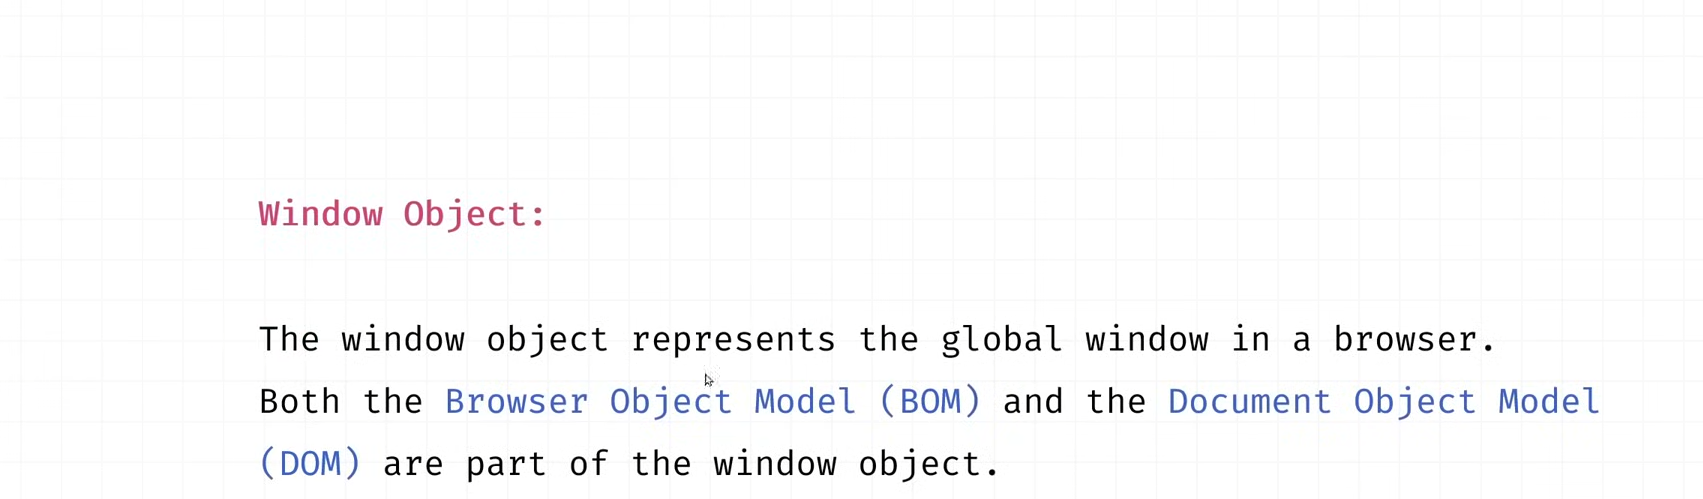 Window Object:
The window object represents the global window in a browser.
Both the Browser Object Model (BOM) and the Document Object Model
(DOM) are part of the window object.